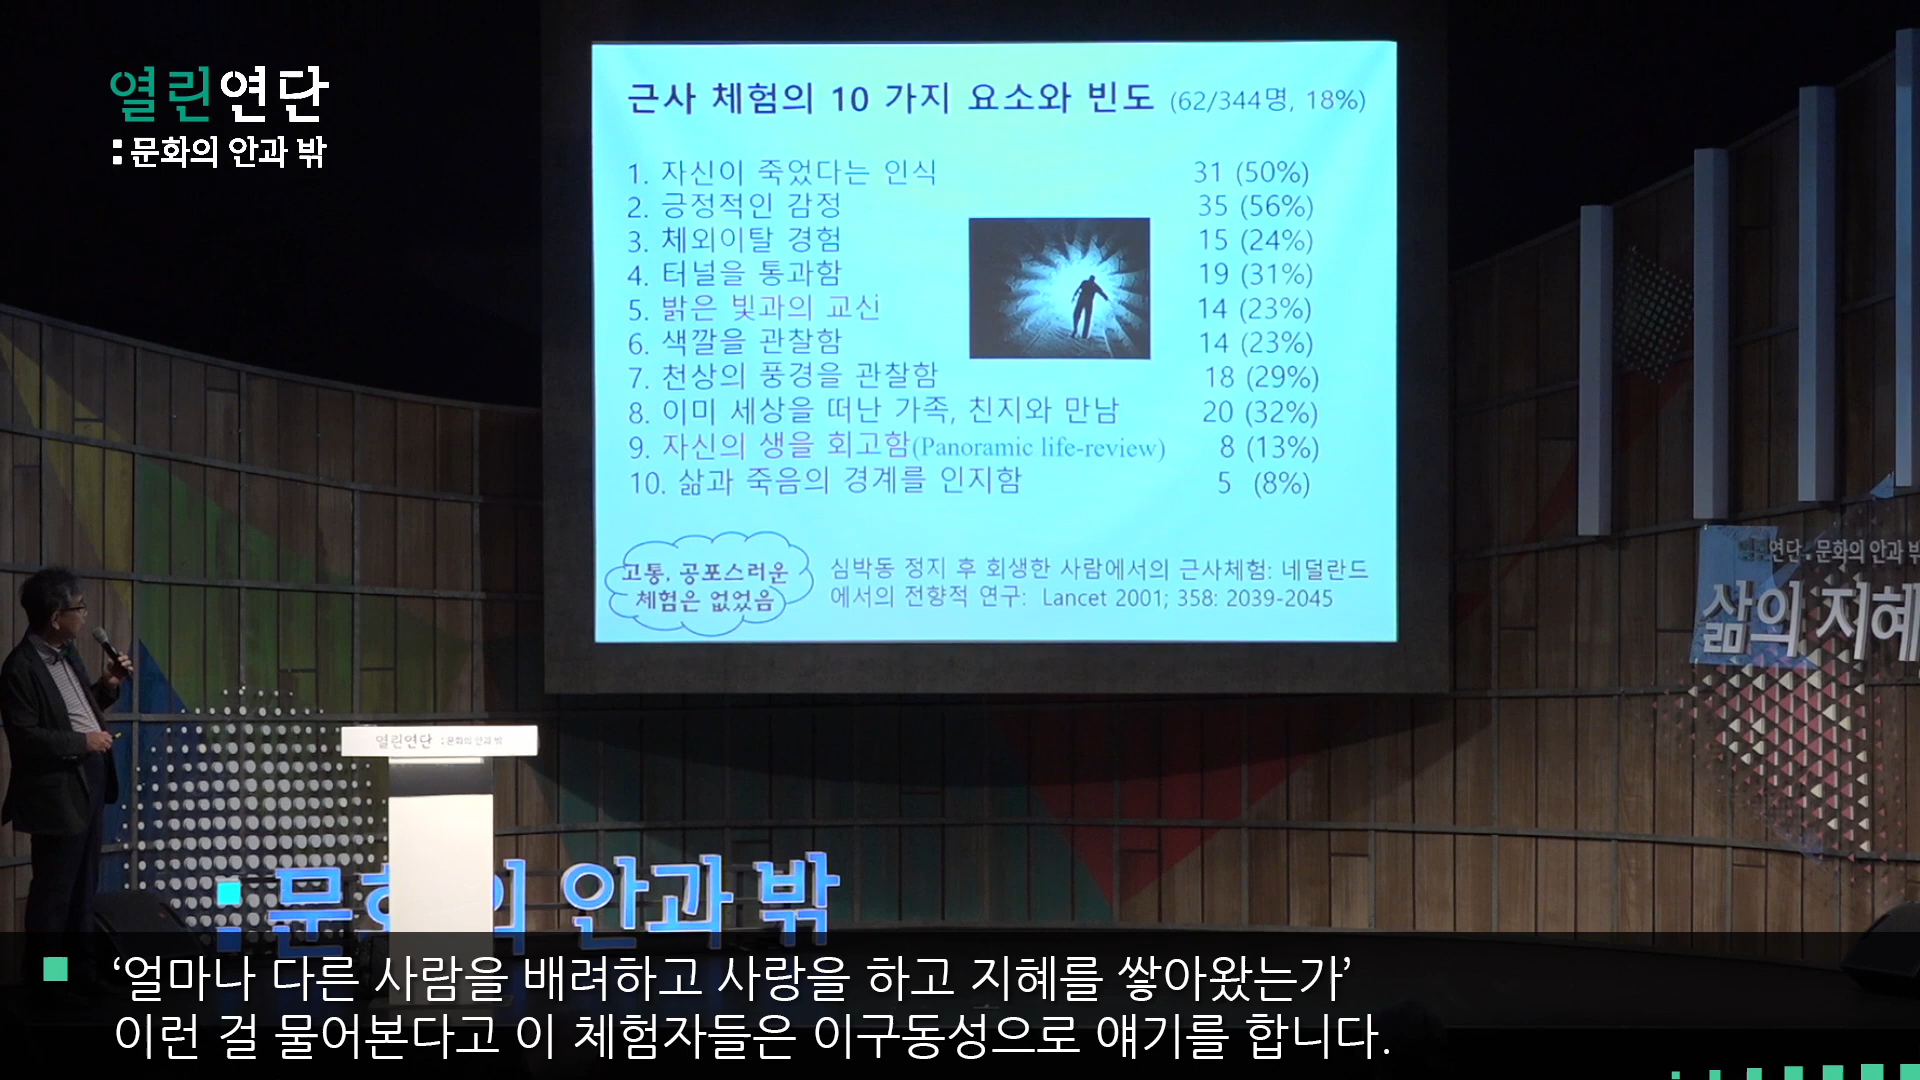 열린연단
:문화의 안과 밖
근사 체험의 10 가지 요소와 빈도 (62/344명, 18%)
1. 자신이 죽었다는 인식 31 (50%)
2. 긍정적인 감정 35 (56%)
3. 체외이탈 경험 15 (24%)
4. 터널을 통과함 19 (31%)
5. 밝은 빛과의 교신 14 (23%)
6. 색깔을 관찰함 14 (23%)
7. 천상의 풍경을 관찰함 18 (29%)
8. 이미 세상을 떠난 가족, 친지와 만남 20 (32%)
9. 자신의 생을 회고함(Panoramic life-review) 8 (13%)
10. 삶과 죽음의 경계를 인지함 5 (8%)
고통, 공포스러운
체험은 없었음
심박동 정지 후 회생한 사람에서의 근사체험: 네덜란드
에서의 전향적 연구: Lancet 2001; 358: 2039-2045
연단:문화의 안과 밖
삶의 지혜
열린연단 :문화의 안과 밖
:문화의 안과 밖
‘얼마나 다른 사람을 배려하고 사랑을 하고 지혜를 쌓아왔는가’
이런 걸 물어본다고 이 체험자들은 이구동성으로 얘기를 합니다.